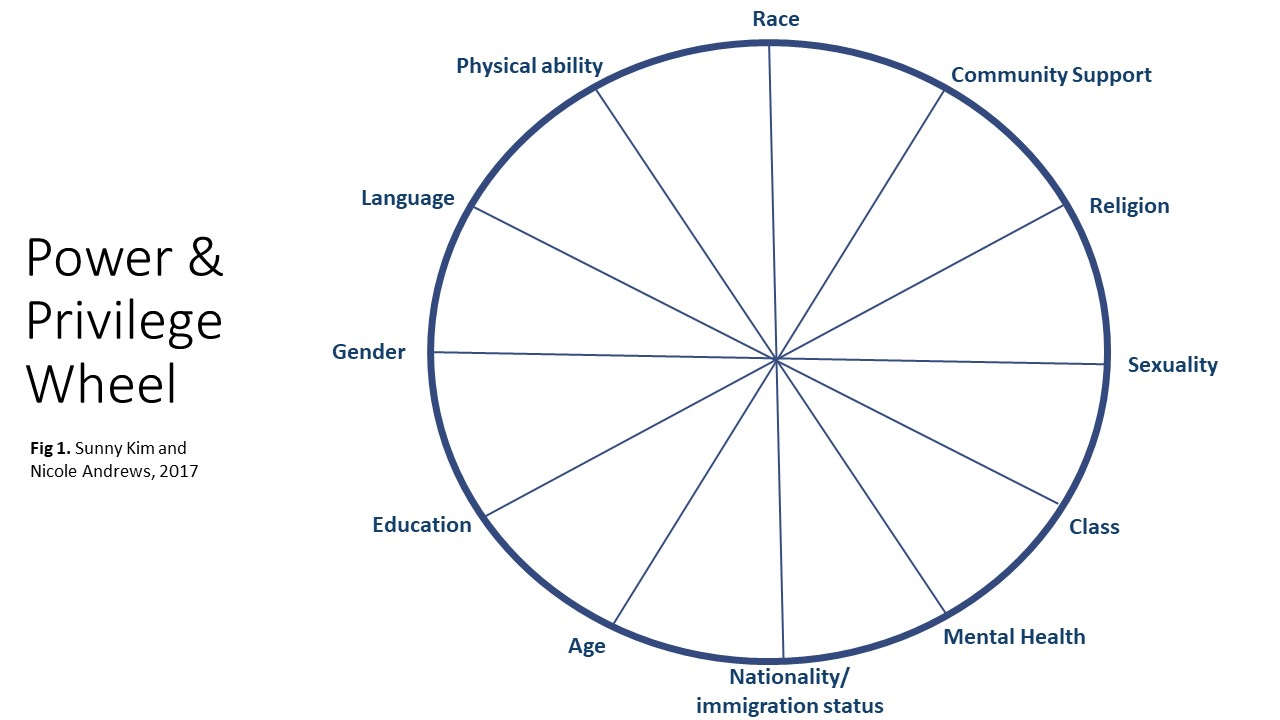 Power &
Privilege
Wheel
Fig 1. Sunny Kim and
Nicole Andrews, 2017
Race
Community Support
Religion
Sexuality
Class
Mental Health
Nationality/
immigration status
Age
Education
Gender
Language
Physical ability